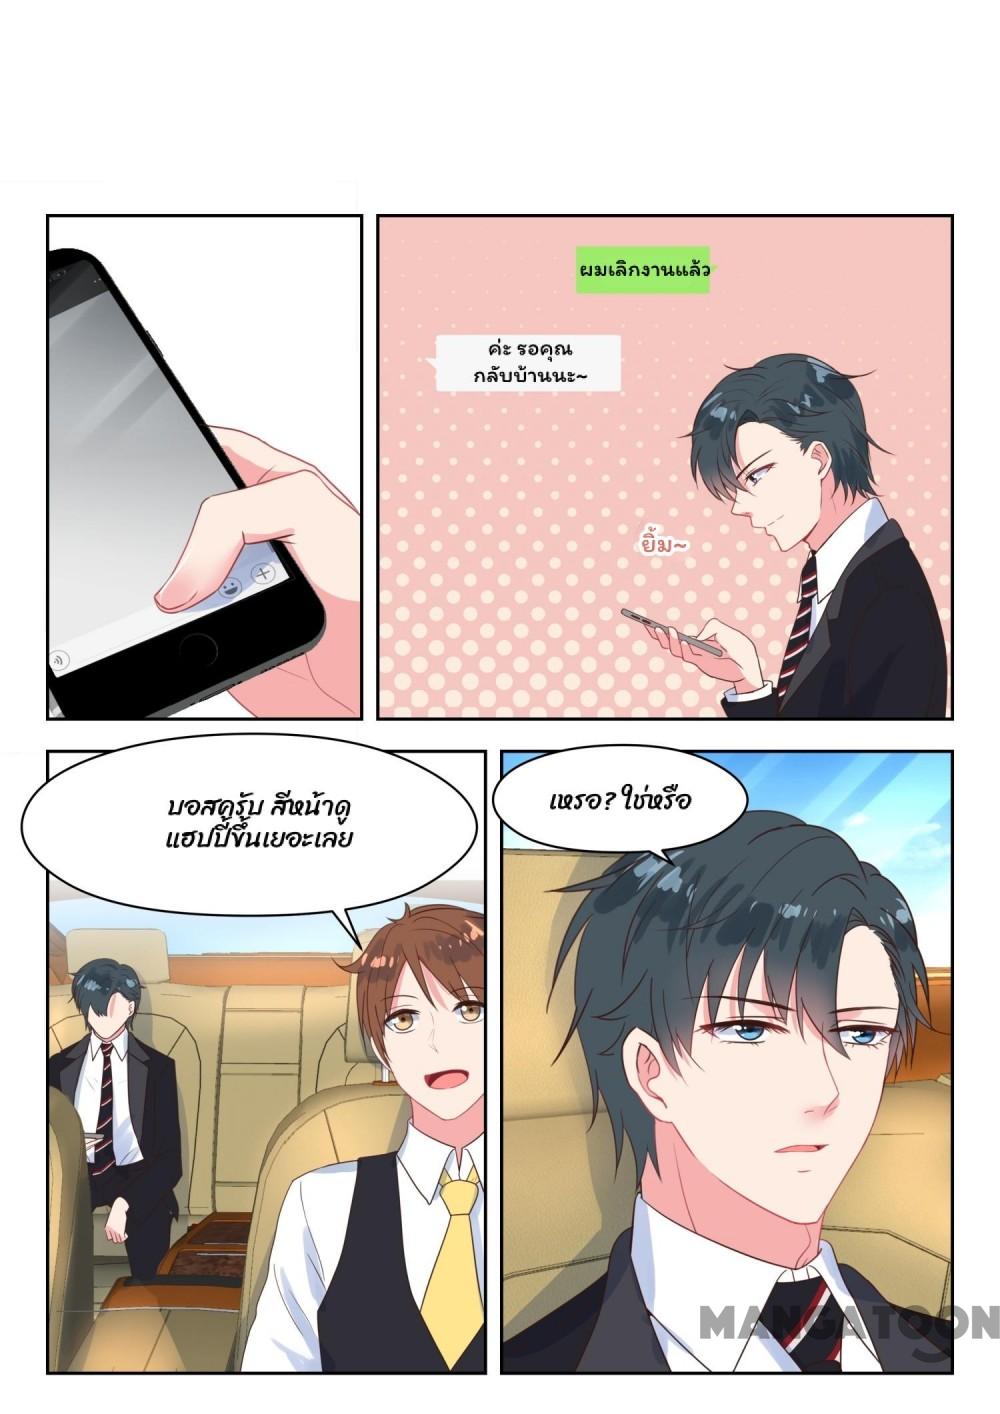 ผมเลิกงานแล้ว
ค่ะ รอคุณ
กลับบ้านนะ~
ยิ้ม~
บอสครับ สีหน้าดู
แฮปปี้ขึ้นเยอะเลย
เหรอ? ใช่หรือ
MANGATOON